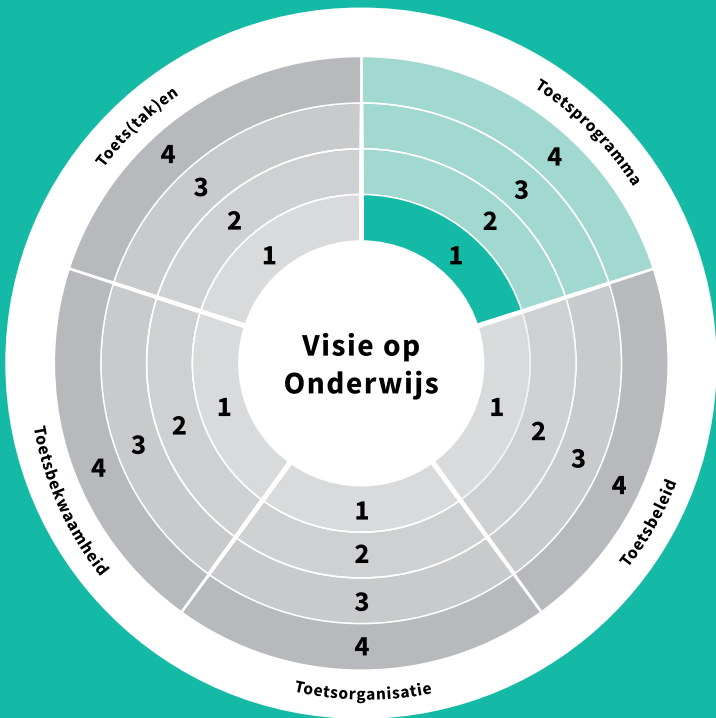 Visie op
Onderwijs
Toetsprogramma
4
3
2
1
Toetsbeleid
1
2
3
4
Toetsorganisatie
1
2
3
4
Toetsbekwaamheid
1
2
3
4
Toets(tak)en
4
3
2
1